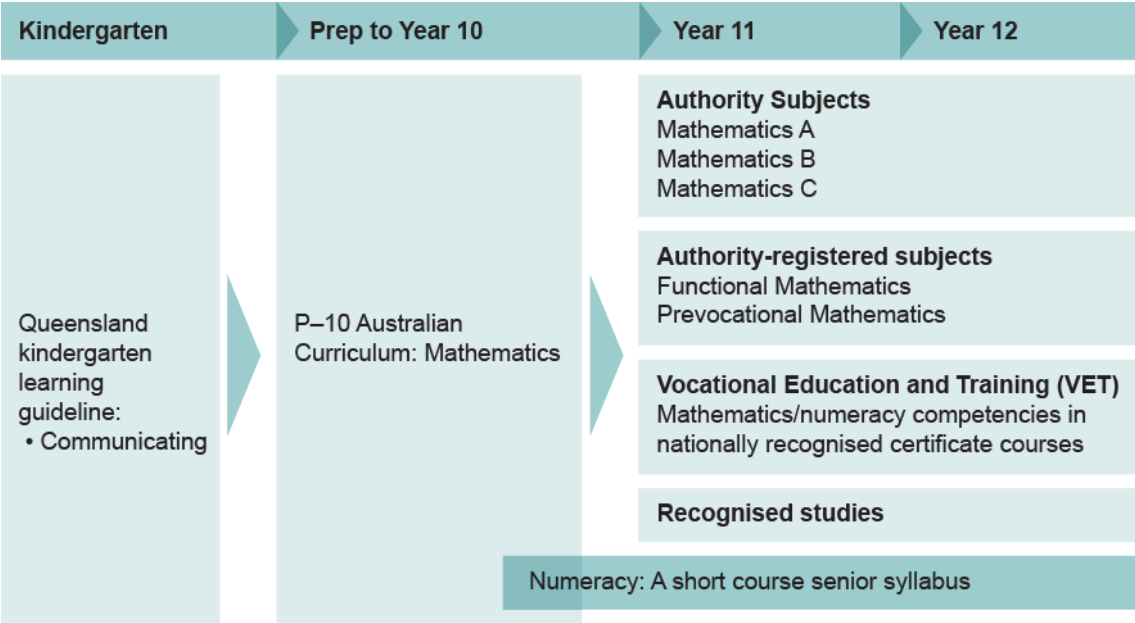 Kindergarten
Prep to Year 10
Year 11
Year 12
Queensland
kindergarten
learning
guideline:
• Communicating
P–10 Australian
Curriculum: Mathematics
Authority Subjects
Mathematics A
Mathematics B
Mathematics C
Authority-registered subjects
Functional Mathematics
Prevocational Mathematics
Vocational Education and Training (VET)
Mathematics/numeracy competencies in
nationally recognised certificate courses
Recognised studies
Numeracy: A short course senior syllabus